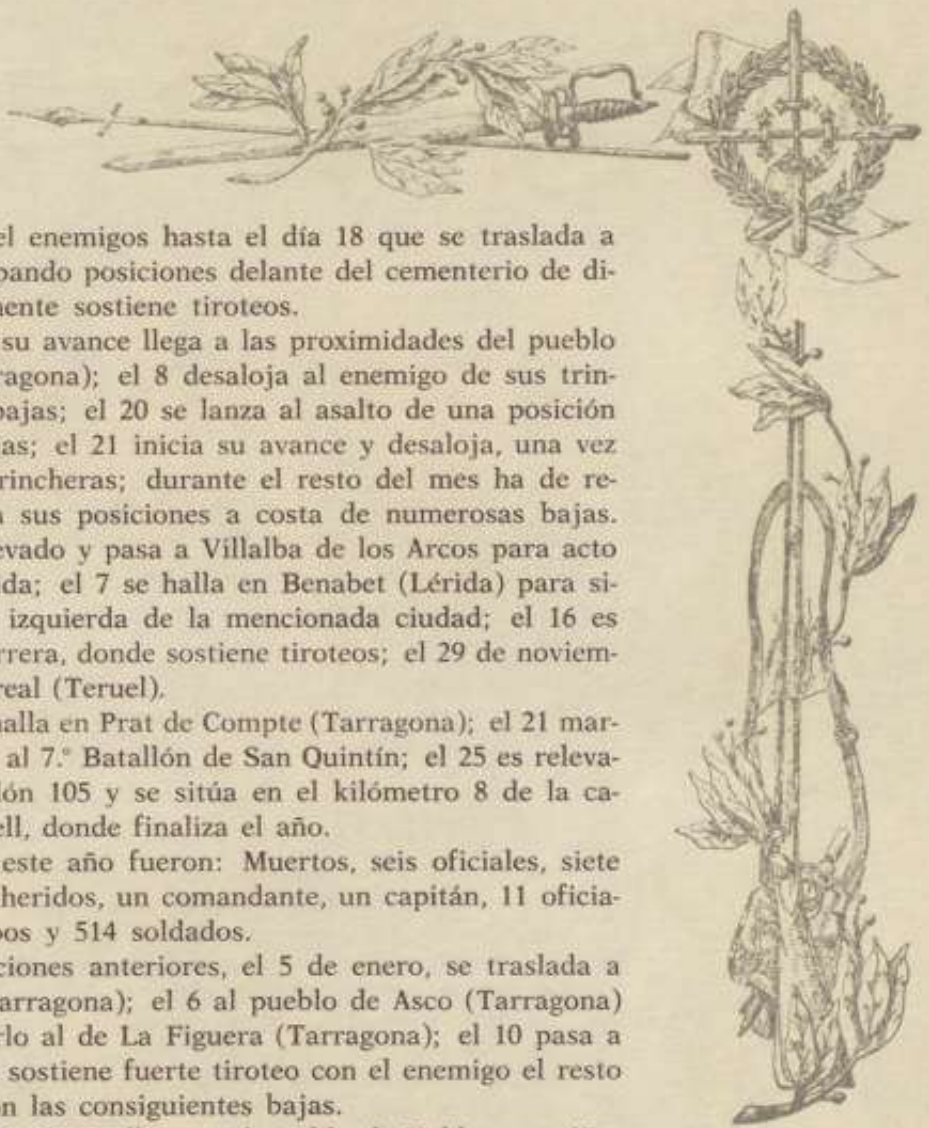 el enemigos hasta el día 18 que se traslada a
pando posiciones delante del cementerio de di-
mente sostiene tiroteos.
su avance llega a las proximidades del pueblo
ragona); el 8 desaloja al enemigo de sus trin-
bajas; el 20 se lanza al asalto de una posición
as; el 21 inicia su avance y desaloja, una vez
rincheras; durante el resto del mes ha de re-
sus posiciones a costa de numerosas bajas.
evado y pasa a Villalba de los Arcos para acto
da; el 7 se halla en Benabet (Lérida) para si-
izquierda de la mencionada ciudad; el 16 es
rrera, donde sostiene tiroteos; el 29 de noviem-
real (Teruel).
halla en Prat de Compte (Tarragona); el 21 mar-
al 7.º Batallón de San Quintín; el 25 es releva-
lón 105 y se sitúa en el kilómetro 8 de la ca-
ell, donde finaliza el año.
este año fueron: Muertos, seis oficiales, siete
heridos, un comandante, un capitán, 11 oficia-
bos y 514 soldados.
ciones anteriores, el 5 de enero, se traslada a
arragona); el 6 al pueblo de Asco (Tarragona)
rlo al de La Figuera (Tarragona); el 10 pasa a
sostiene fuerte tiroteo con el enemigo el resto
n las consiguientes bajas.